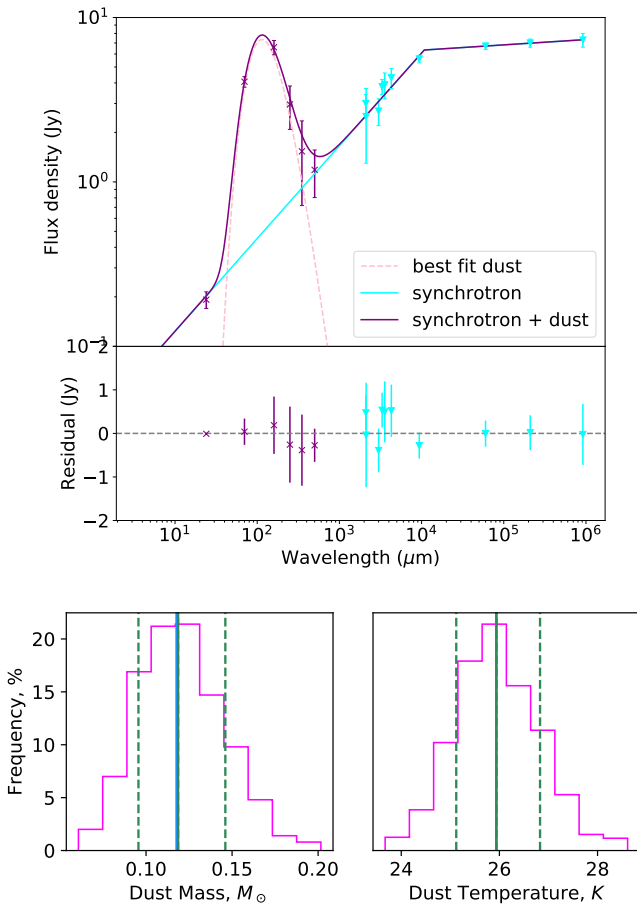 10¹
10⁰
10⁻¹
Flux density (Jy)
best fit dust
synchrotron
synchrotron + dust
2
1
0
−1
−2
Residual (Jy)
10¹ 10² 10³ 10⁴ 10⁵ 10⁶
Wavelength (μm)
20
15
10
5
0
Frequency, %
0.10 0.15 0.20
Dust Mass, M⊙
24 26 28
Dust Temperature, K